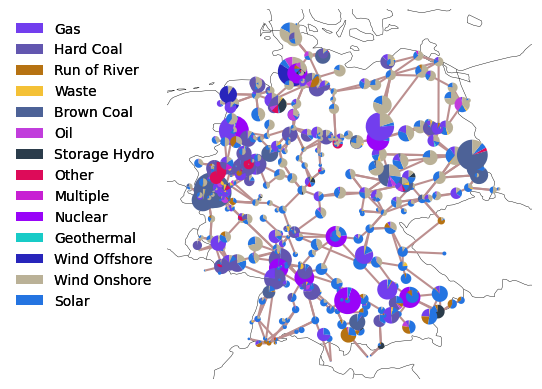 Gas
Hard Coal
Run of River
Waste
Brown Coal
Oil
Storage Hydro
Other
Multiple
Nuclear
Geothermal
Wind Offshore
Wind Onshore
Solar